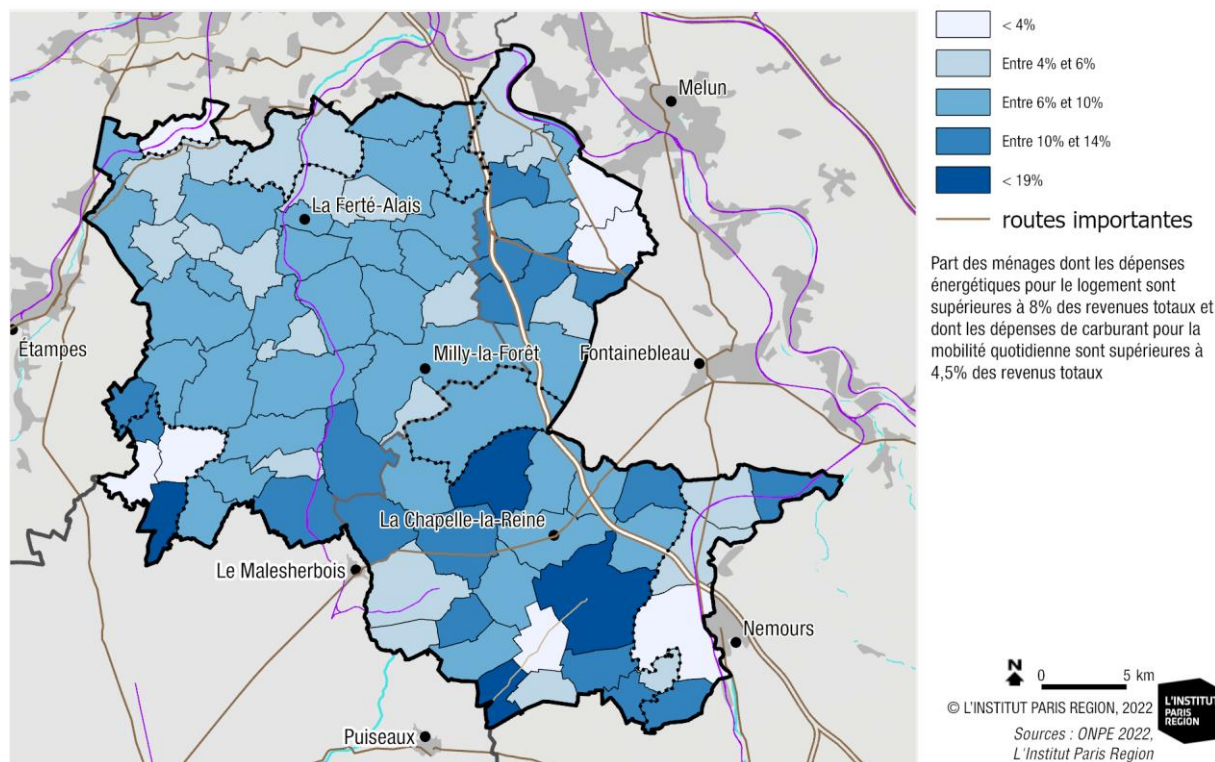 Melun
La Ferté-Alais
Étampes
Milly-la-Forêt
Fontainebleau
La Chapelle-la-Reine
Le Malesherbois
Nemours
Puiseaux
< 4%
Entre 4% et 6%
Entre 6% et 10%
Entre 10% et 14%
< 19%
routes importantes
Part des ménages dont les dépenses
énergétiques pour le logement sont
supérieures à 8% des revenues totaux et
dont les dépenses de carburant pour la
mobilité quotidienne sont supérieures à
4,5% des revenus totaux
N
0 5 km
© L'INSTITUT PARIS REGION, 2022
Sources : ONPE 2022,
L'Institut Paris Region
L'INSTITUT
PARIS
REGION